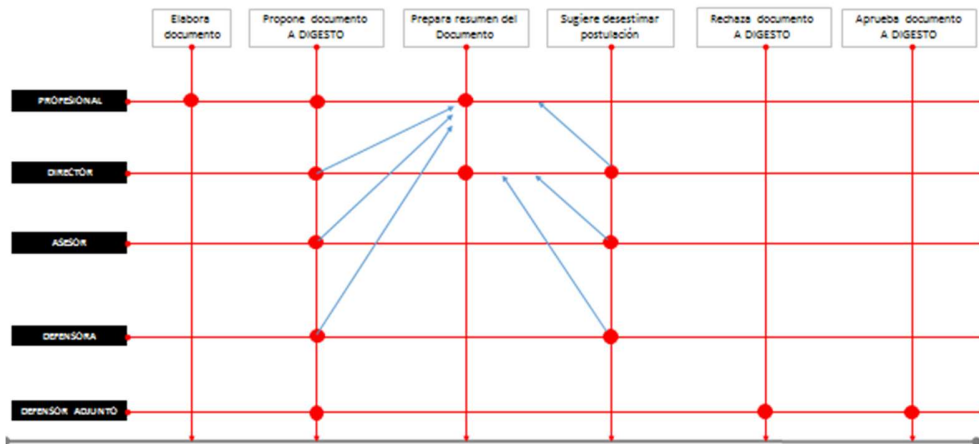 Elabora
documento
Propone documento
A DIGESTO
Prepara resumen del
Documento
Sugiere desestimar
postulación
Rechaza documento
A DIGESTO
Aprueba documento
A DIGESTO
PROFESIONAL
DIRECTOR
ASESOR
DEFENSORA
DEFENSOR ADJUNTO